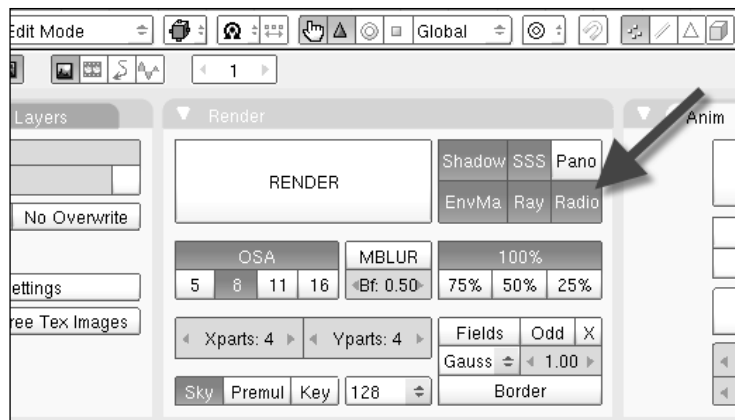 Edit Mode Global
1
Layers Render Anim
RENDER
Shadow SSS Pano
EnvMa Ray Radio
No Overwrite
OSA MBLUR 100%
5 8 11 16 Bf: 0.50 75% 50% 25%
ettings
ree Tex Images
Xparts: 4 Yparts: 4
Fields Odd X
Gauss 1.00
Sky Premul Key 128 Border